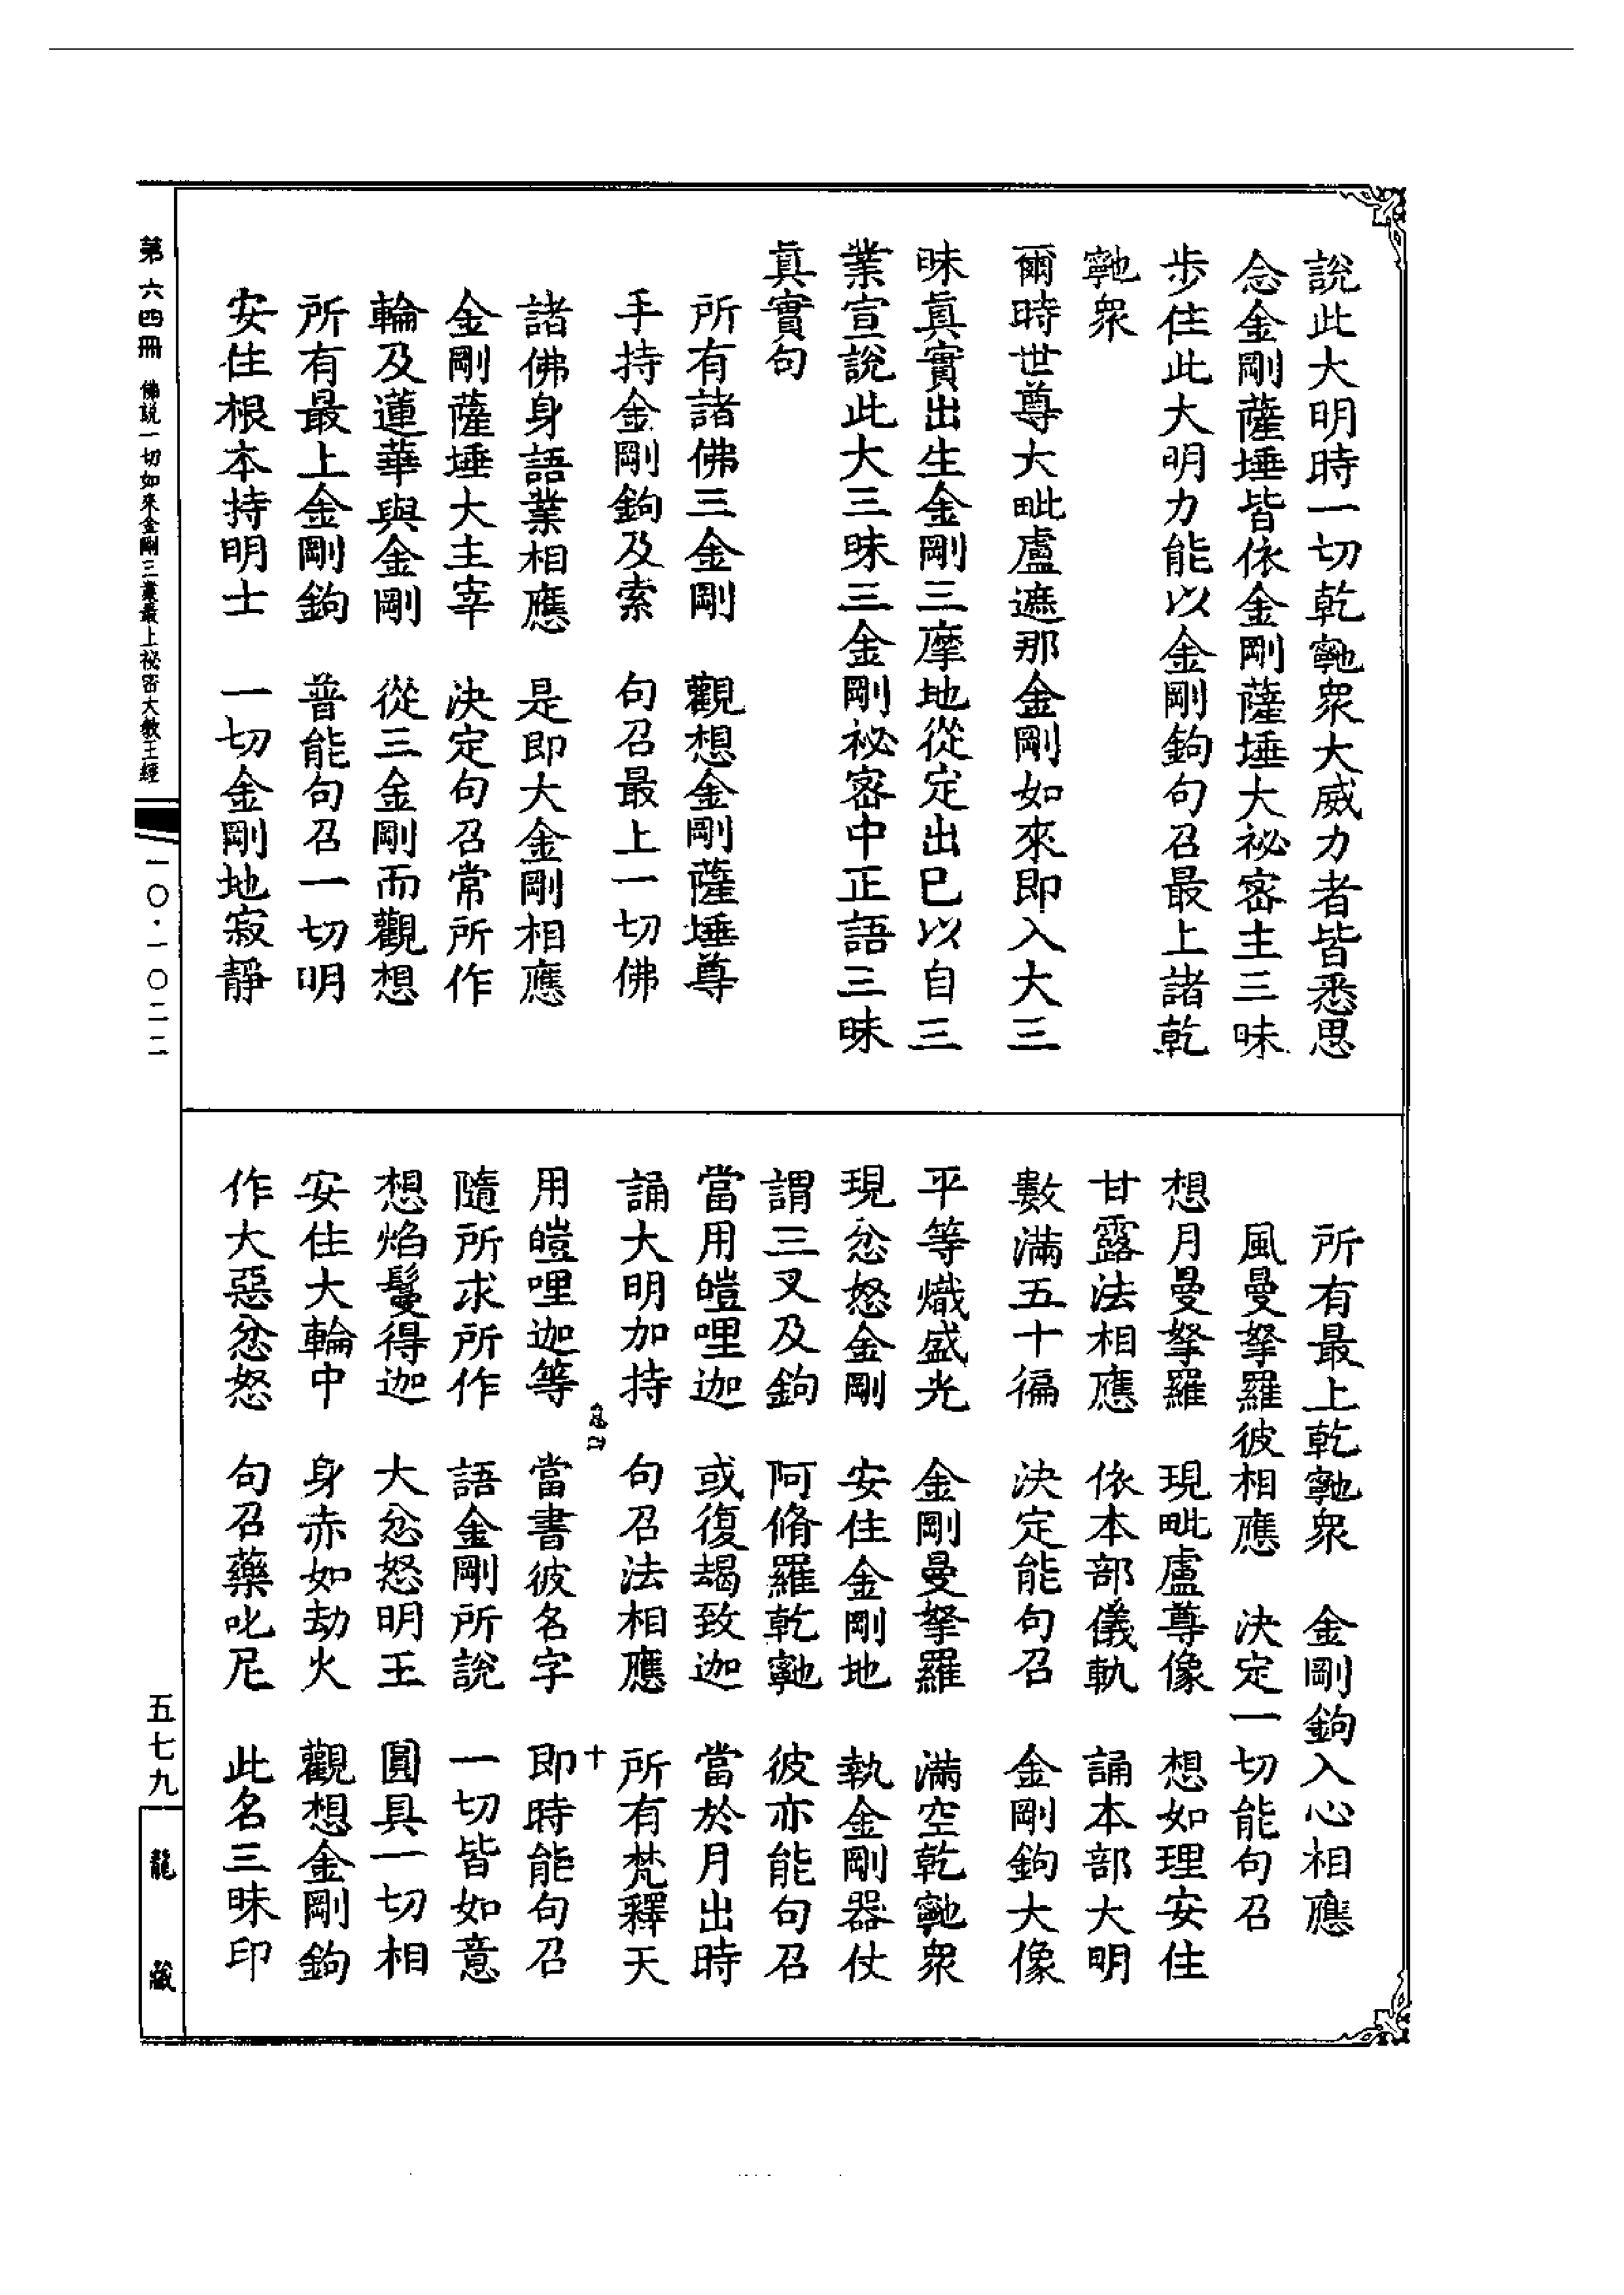 說此大明時一切乾𪘨衆大威力者皆悉思
念金剛薩埵皆依金剛薩埵大祕密主三昧
步住此大明力能以金剛鉤句召最上諸乾
𪘨衆
爾時世尊大毗盧遮那金剛如來即入大三
昧眞實出生金剛三摩地從定出已以自三
業宣說此大三昧三金剛祕密中正語三昧
眞實句
所有諸佛三金剛　觀想金剛薩埵尊
手持金剛鉤及索　句召最上一切佛
諸佛身語業相應　是即大金剛相應
金剛薩埵大主宰　決定句召常所作
輪及蓮華與金剛　從三金剛而觀想
所有最上金剛鉤　普能句召一切明
安住根本持明士　一切金剛地寂靜
所有最上乾𪘨衆　金剛鉤入心相應
風曼拏羅彼相應　決定一切能句召
想月曼拏羅　現毗盧尊像　想如理安住
甘露法相應　依本部儀軌　誦本部大明
數滿五十徧　決定能句召　金剛鉤大像
平等熾盛光　金剛曼拏羅　滿空乾𪘨衆
現忿怒金剛　安住金剛地　執金剛器仗
謂三叉及鉤　阿脩羅乾𪘨　彼亦能句召
當用皚哩迦　或復朅致迦　當於月出時
誦大明加持　句召法相應　所有梵釋天
用皚哩迦等　當書彼名字　即時能句召
隨所求所作　語金剛所說　一切皆如意
想焰鬘得迦　大忿怒明王　圓具一切相
安住大輪中　身赤如劫火　觀想金剛鉤
作大惡忿怒　句召藥叱尼　此名三昧印
第六四冊　佛說一切如來金剛三業最上祕密大教王經
一〇·一〇二二
五七九
龍藏